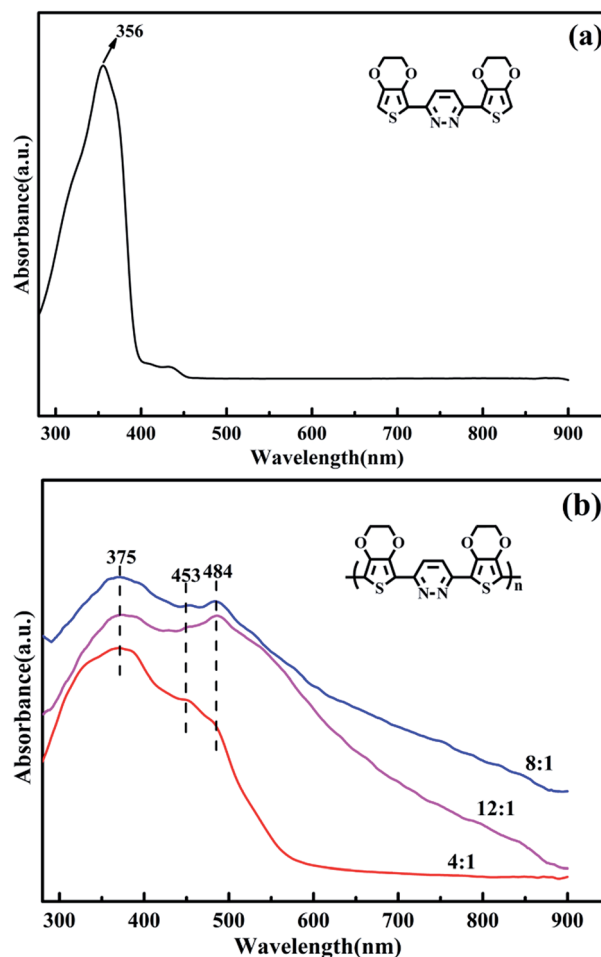 356
(a)
O O O O
S N-N S
Absorbance(a.u.)
300 400 500 600 700 800 900
Wavelength(nm)
(b)
375 453 484
O O O O
( S N-N S )n
Absorbance(a.u.)
8:1
12:1
4:1
300 400 500 600 700 800 900
Wavelength(nm)